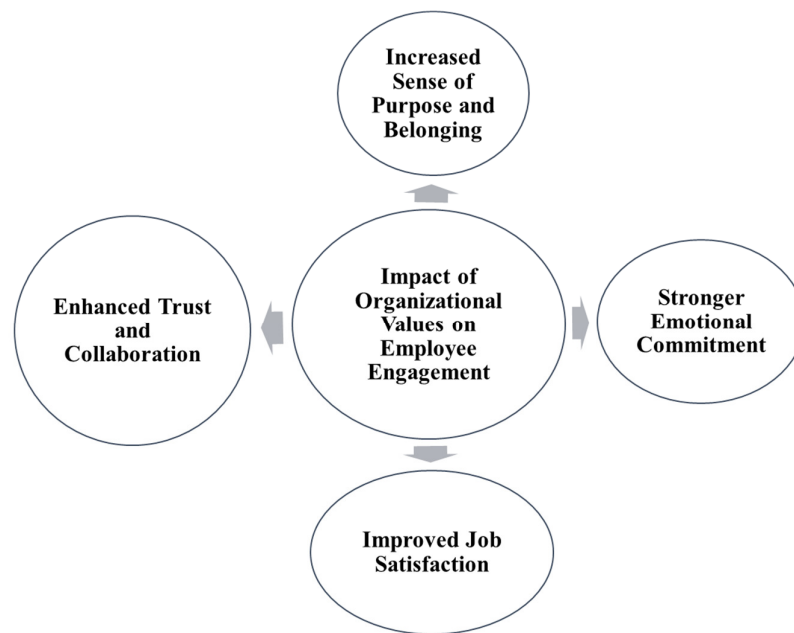 Increased
Sense of
Purpose and
Belonging
Enhanced Trust
and
Collaboration
Impact of
Organizational
Values on
Employee
Engagement
Stronger
Emotional
Commitment
Improved Job
Satisfaction